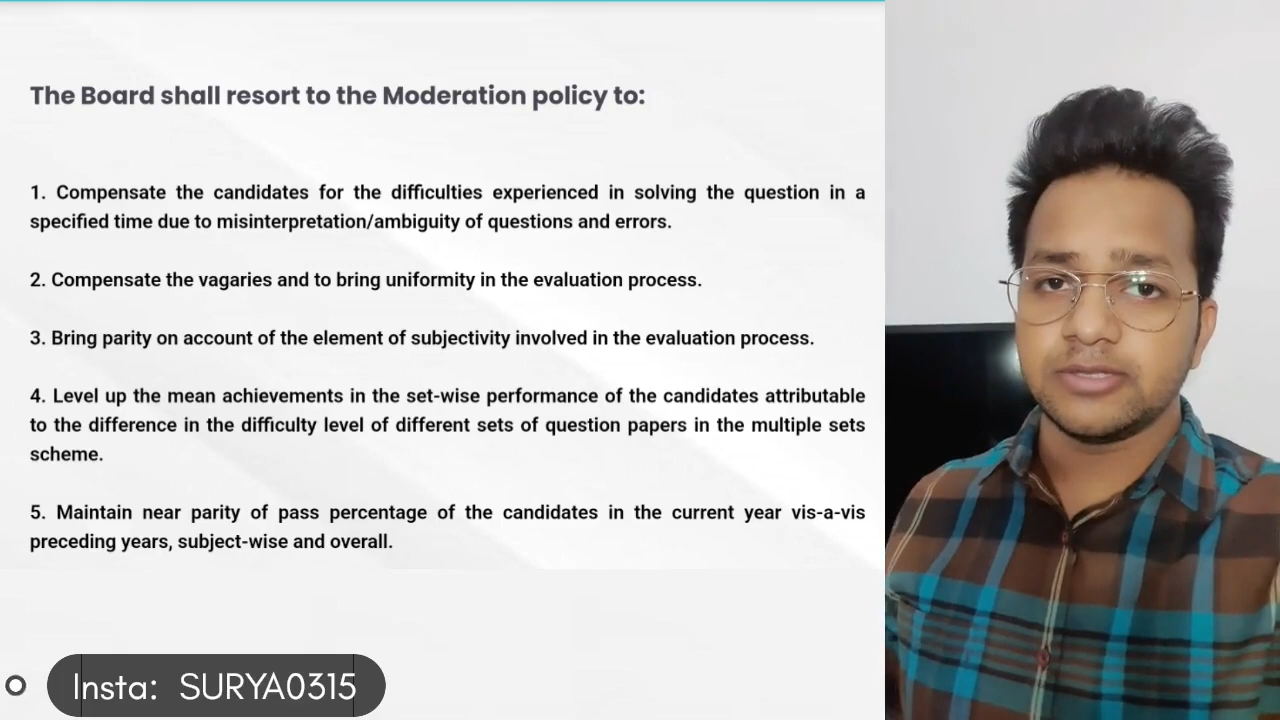 The Board shall resort to the Moderation policy to:
1. Compensate the candidates for the difficulties experienced in solving the question in a
specified time due to misinterpretation/ambiguity of questions and errors.
2. Compensate the vagaries and to bring uniformity in the evaluation process.
3. Bring parity on account of the element of subjectivity involved in the evaluation process.
4. Level up the mean achievements in the set-wise performance of the candidates attributable
to the difference in the difficulty level of different sets of question papers in the multiple sets
scheme.
5. Maintain near parity of pass percentage of the candidates in the current year vis-a-vis
preceding years, subject-wise and overall.
Insta: SURYA0315